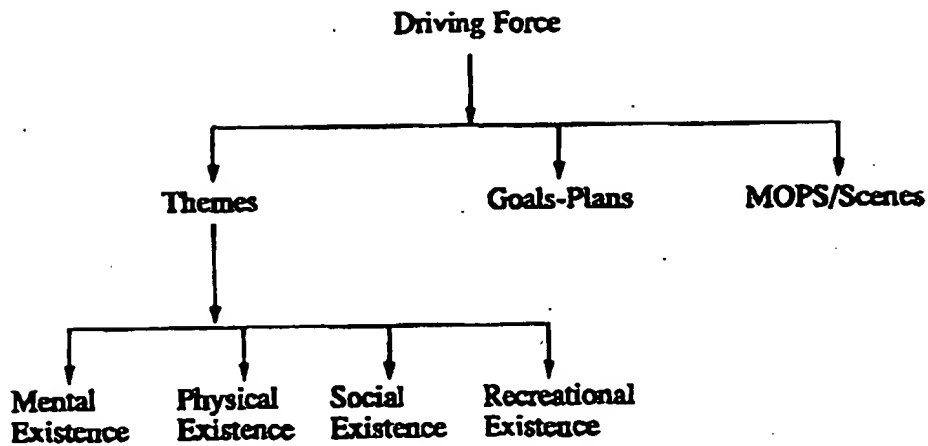 Driving Force
Themes
Goals-Plans
MOPS/Scenes
Mental
Existence
Physical
Existence
Social
Existence
Recreational
Existence